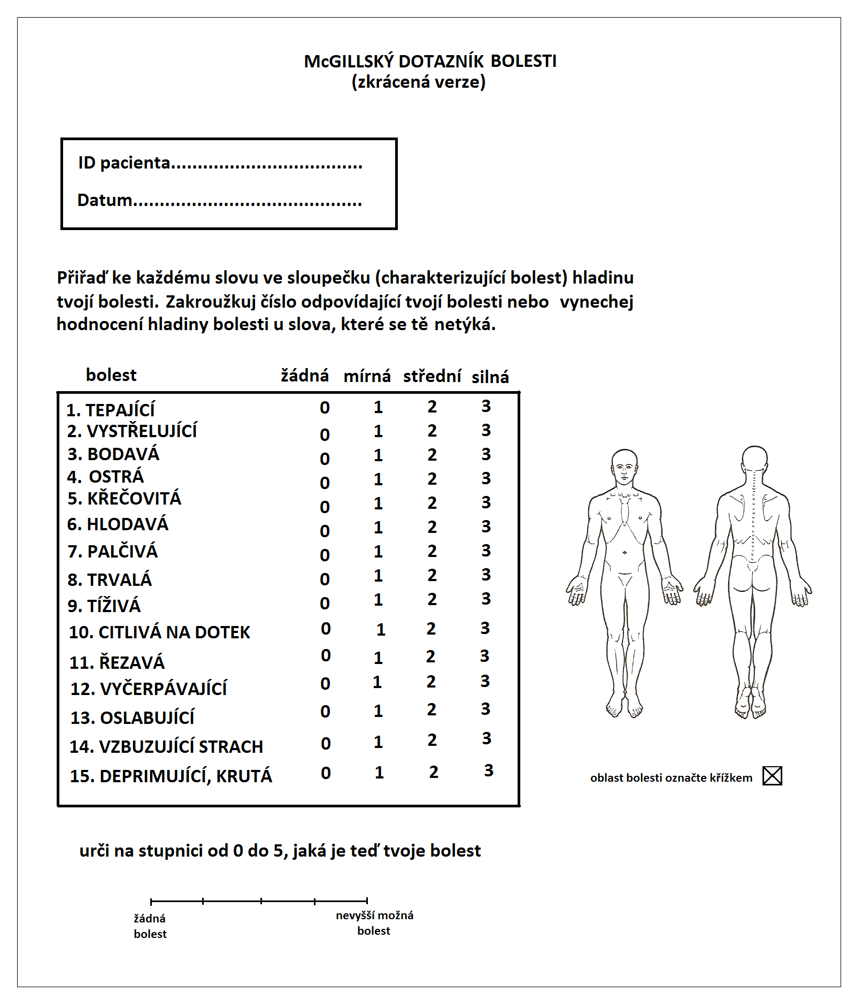 McGILLSKÝ DOTAZNÍK BOLESTI
(zkrácená verze)
ID pacienta....................................
Datum...........................................
Přiřaď ke každému slovu ve sloupečku (charakterizující bolest) hladinu
tvojí bolesti. Zakroužkuj číslo odpovídající tvojí bolesti nebo vynechej
hodnocení hladiny bolesti u slova, které se tě netýká.
bolest žádná mírná střední silná
1. TEPAJÍCÍ 0 1 2 3
2. VYSTŘELUJÍCÍ 0 1 2 3
3. BODAVÁ 0 1 2 3
4. OSTRÁ 0 1 2 3
5. KŘEČOVITÁ 0 1 2 3
6. HLODAVÁ 0 1 2 3
7. PALČIVÁ 0 1 2 3
8. TRVALÁ 0 1 2 3
9. TÍŽIVÁ 0 1 2 3
10. CITLIVÁ NA DOTEK 0 1 2 3
11. ŘEZAVÁ 0 1 2 3
12. VYČERPÁVAJÍCÍ 0 1 2 3
13. OSLABUJÍCÍ 0 1 2 3
14. VZBUZUJÍCÍ STRACH 0 1 2 3
15. DEPRIMUJÍCÍ, KRUTÁ 0 1 2 3
oblast bolesti označte křížkem
urči na stupnici od 0 do 5, jaká je teď tvoje bolest
žádná
bolest
nevyšší možná
bolest